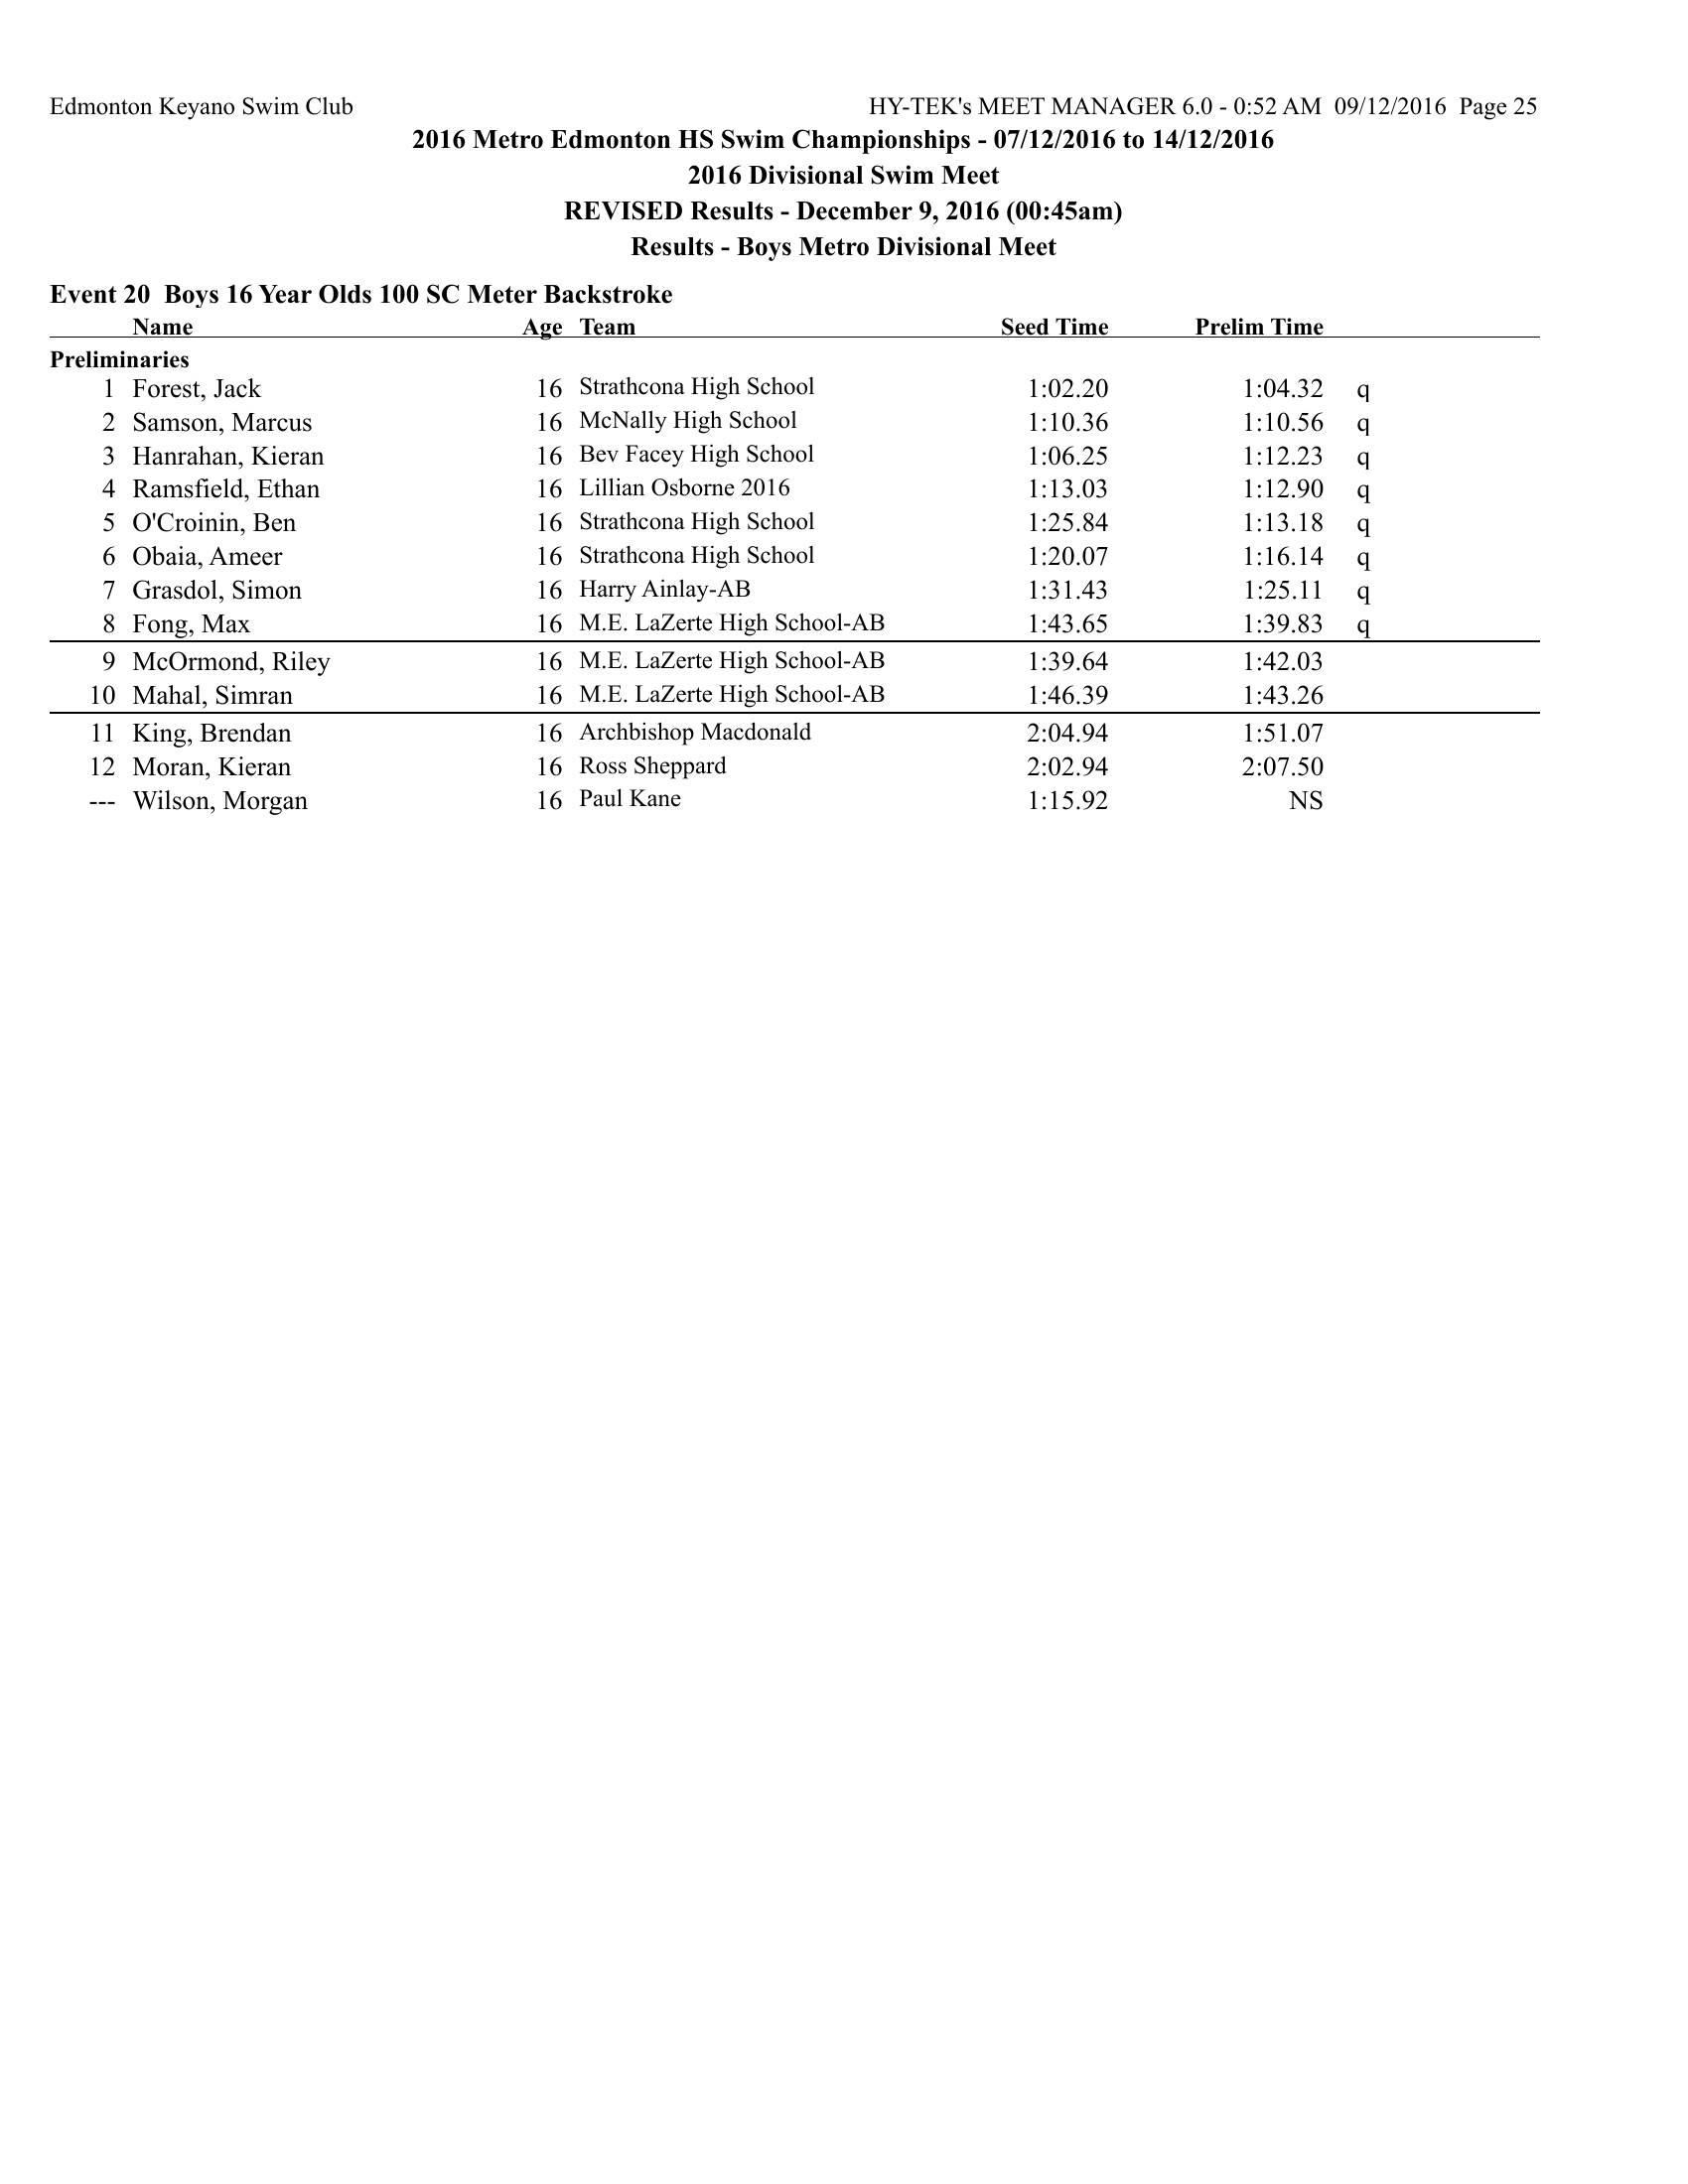 Edmonton Keyano Swim Club HY-TEK's MEET MANAGER 6.0 - 0:52 AM 09/12/2016 Page 25
2016 Metro Edmonton HS Swim Championships - 07/12/2016 to 14/12/2016
2016 Divisional Swim Meet
REVISED Results - December 9, 2016 (00:45am)
Results - Boys Metro Divisional Meet
Event 20 Boys 16 Year Olds 100 SC Meter Backstroke
Name Age Team Seed Time Prelim Time
Preliminaries
1 Forest, Jack 16 Strathcona High School 1:02.20 1:04.32 q
2 Samson, Marcus 16 McNally High School 1:10.36 1:10.56 q
3 Hanrahan, Kieran 16 Bev Facey High School 1:06.25 1:12.23 q
4 Ramsfield, Ethan 16 Lillian Osborne 2016 1:13.03 1:12.90 q
5 O'Croinin, Ben 16 Strathcona High School 1:25.84 1:13.18 q
6 Obaia, Ameer 16 Strathcona High School 1:20.07 1:16.14 q
7 Grasdol, Simon 16 Harry Ainlay-AB 1:31.43 1:25.11 q
8 Fong, Max 16 M.E. LaZerte High School-AB 1:43.65 1:39.83 q
9 McOrmond, Riley 16 M.E. LaZerte High School-AB 1:39.64 1:42.03
10 Mahal, Simran 16 M.E. LaZerte High School-AB 1:46.39 1:43.26
11 King, Brendan 16 Archbishop Macdonald 2:04.94 1:51.07
12 Moran, Kieran 16 Ross Sheppard 2:02.94 2:07.50
--- Wilson, Morgan 16 Paul Kane 1:15.92 NS